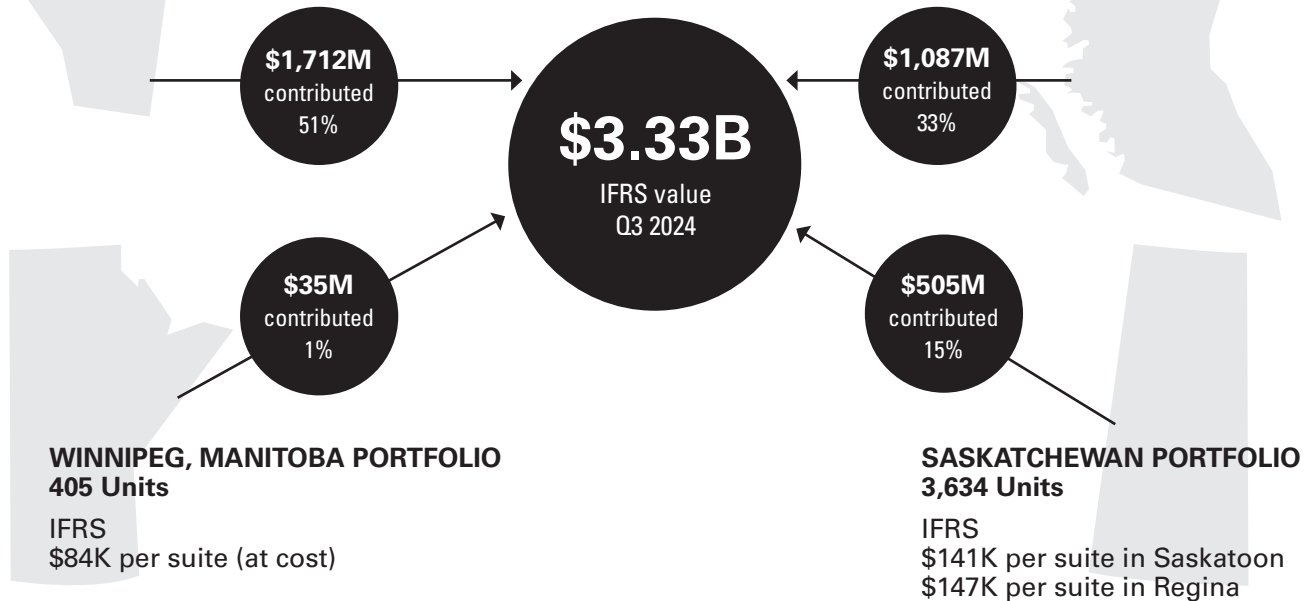 $1,712M
contributed
51%
$3.33B
IFRS value
Q3 2024
$1,087M
contributed
33%
$35M
contributed
1%
$505M
contributed
15%
WINNIPEG, MANITOBA PORTFOLIO
405 Units
IFRS
$84K per suite (at cost)
SASKATCHEWAN PORTFOLIO
3,634 Units
IFRS
$141K per suite in Saskatoon
$147K per suite in Regina